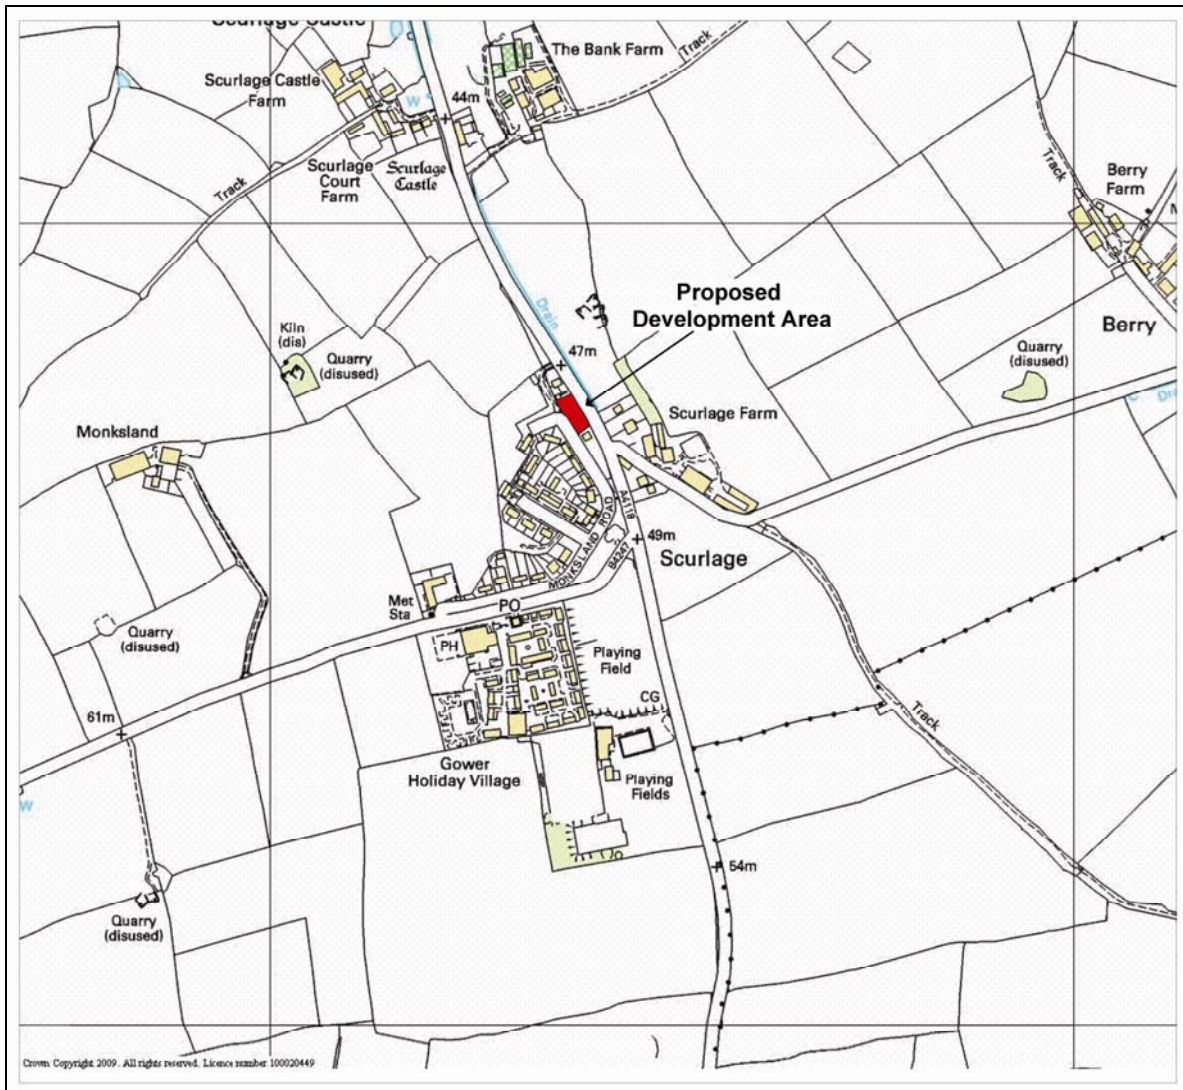 Scurlage Castle
The Bank Farm
Track
Scurlage Castle
Farm
W
44m
Scurlage
Court
Farm
Scurlage
Castle
Track
Track
Berry
Farm
Drain
Proposed
Development Area
Berry
Kiln
(dis)
Quarry
(disused)
47m
Quarry
(disused)
Scurlage Farm
Monksland
A4118
MONKSLAND ROAD
B4247
49m
Scurlage
Met
Sta
PO
PH
Quarry
(disused)
Playing
Field
CG
61m
Track
Gower
Holiday Village
Playing
Fields
W
54m
Quarry
(disused)
Crown Copyright 2009. All rights reserved. Licence number 100020449